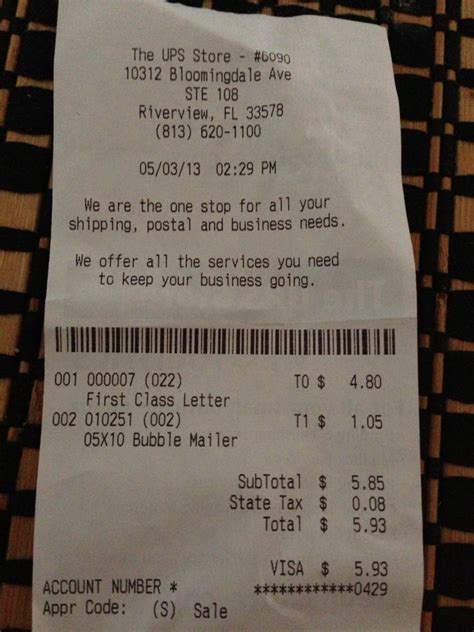 The UPS Store - #6090
10312 Bloomingdale Ave
STE 108
Riverview, FL 33578
(813) 620-1100
05/03/13 02:29 PM
We are the one stop for all your
shipping, postal and business needs.
We offer all the services you need
to keep your business going.
001 000007 (022) T0 $ 4.80
First Class Letter
002 010251 (002) T1 $ 1.05
05X10 Bubble Mailer
SubTotal $ 5.85
State Tax $ 0.08
Total $ 5.93
VISA $ 5.93
ACCOUNT NUMBER * ************0429
Appr Code: (S) Sale